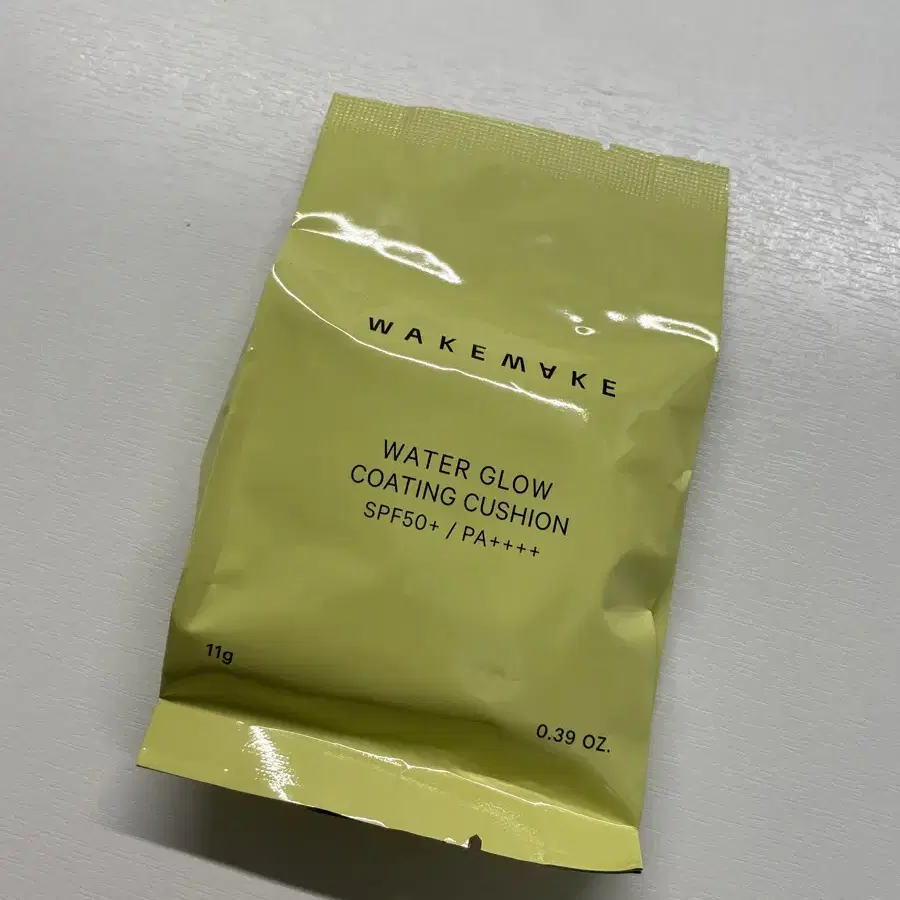 WAKEMAKE
WATER GLOW
COATING CUSHION
SPF50+ / PA++++
11g
0.39 OZ.